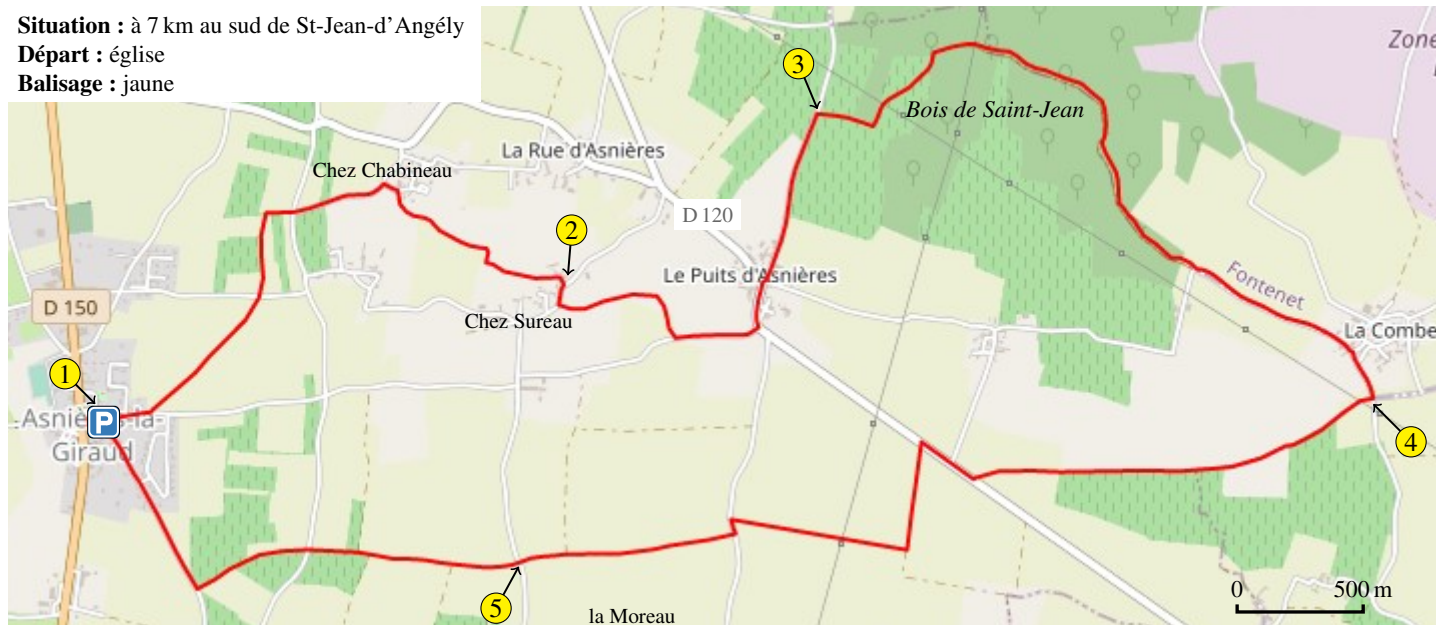 Situation : à 7 km au sud de St-Jean-d'Angély
Départ : église
Balisage : jaune
Zone
3
Bois de Saint-Jean
La Rue d'Asnières
Chez Chabineau
D 120
2
Le Puits d'Asnières
Fontenet
D 150
Chez Sureau
La Combe
1
P
Asnières-la-
Giraud
4
5
la Moreau
0 500 m